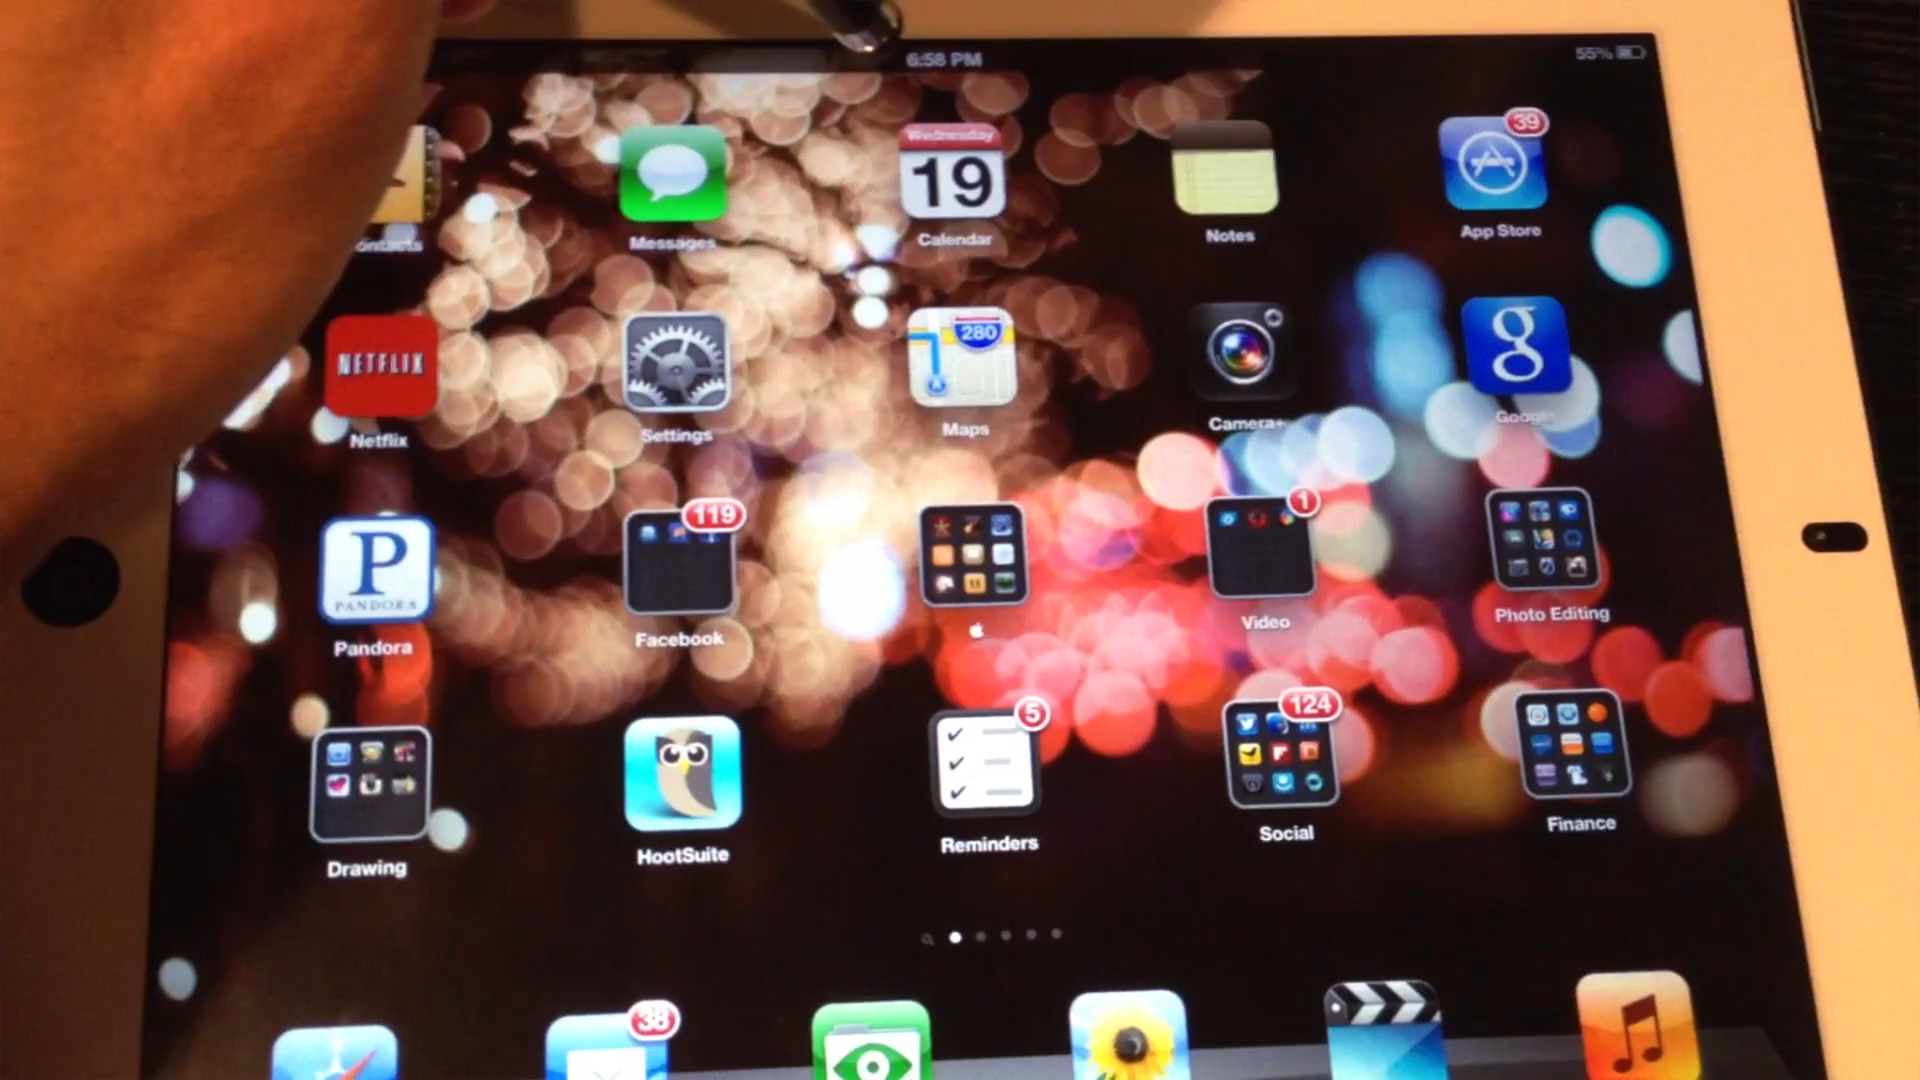 6:58 PM
55%
Wednesday
39
19
ontacts
Messages
Calendar
Notes
App Store
280
NETFLIX
g
Netflix
Settings
Maps
Camera+
Google
119
1
P
PANDORA
Pandora
Facebook
Video
Photo Editing
5
124
Drawing
HootSuite
Reminders
Social
Finance
38